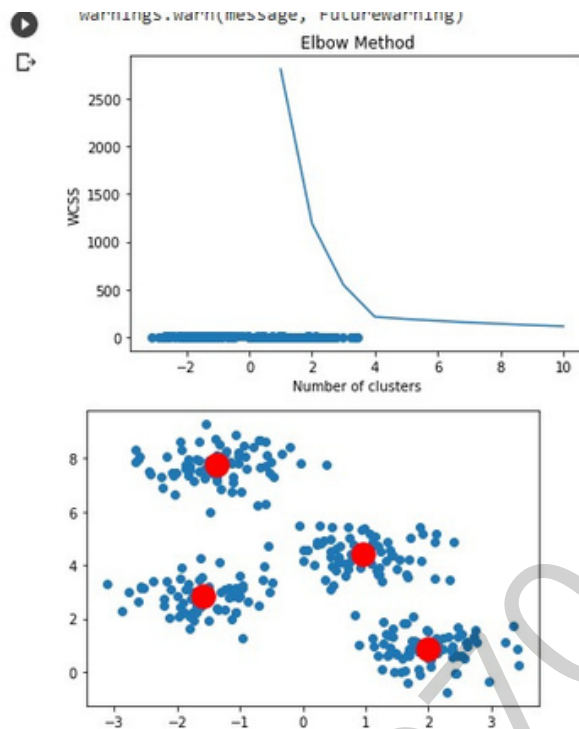 warnings.warn(message, FutureWarning)
Elbow Method
2500
2000
1500
1000
500
0
WCSS
−2 0 2 4 6 8 10
Number of clusters
8
6
4
2
0
−3 −2 −1 0 1 2 3